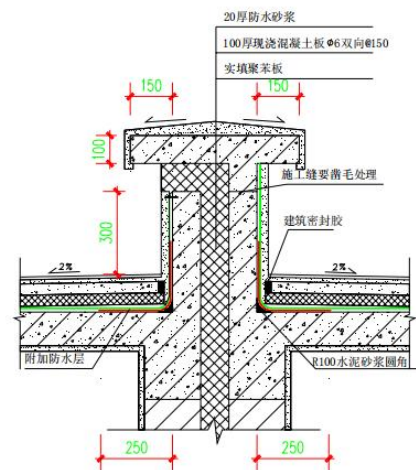 20厚防水砂浆
100厚现浇混凝土板Φ6双向@150
实填聚苯板
150
150
100
施工缝要凿毛处理
300
建筑密封胶
2%
2%
附加防水层
R100水泥砂浆圆角
250
250